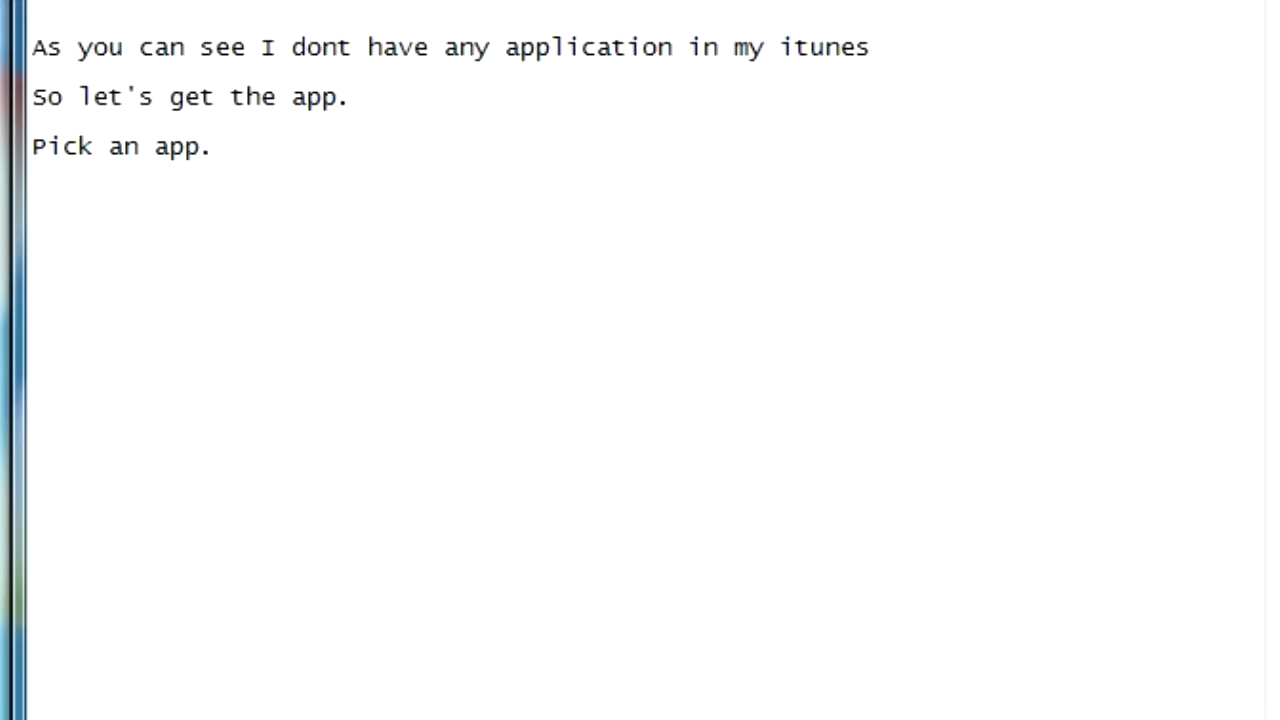 As you can see I dont have any application in my itunes
So let's get the app.
Pick an app.